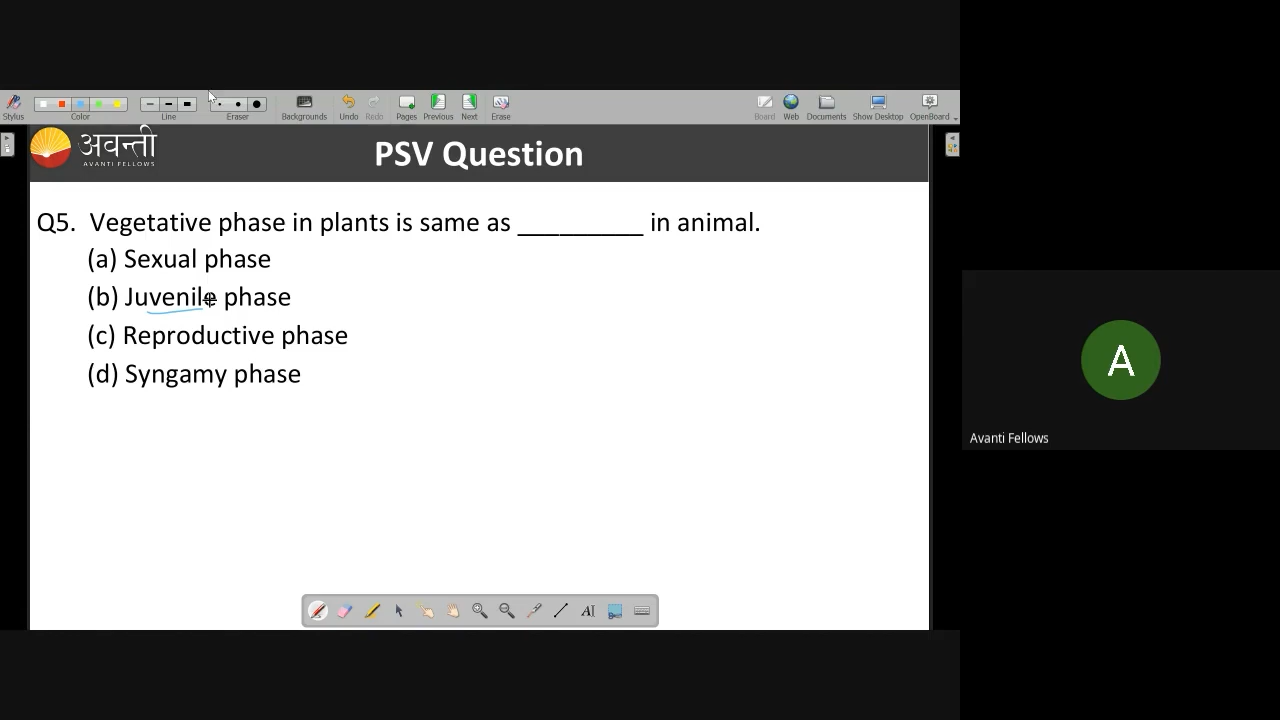 Stylus Color Line Eraser Backgrounds Undo Redo Pages Previous Next Erase Board Web Documents Show Desktop OpenBoard
अवन्ती
AVANTI FELLOWS
PSV Question
Q5. Vegetative phase in plants is same as _________ in animal.
(a) Sexual phase
(b) Juvenile phase
(c) Reproductive phase
(d) Syngamy phase
A
Avanti Fellows
AI